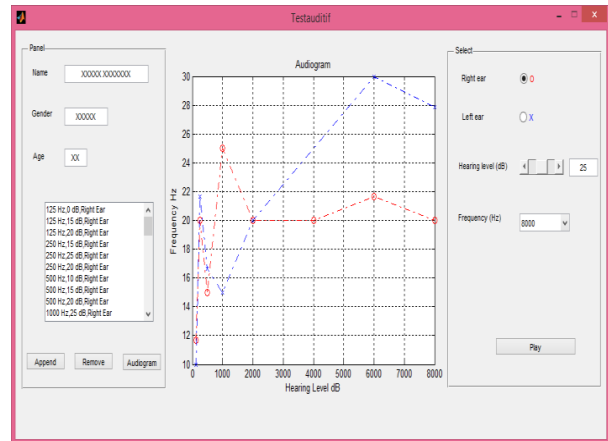 Testauditif
Panel
Name XXXXX XXXXXXX
Gender XXXXX
Age XX
125 Hz,0 dB,Right Ear
125 Hz,15 dB,Right Ear
125 Hz,20 dB,Right Ear
250 Hz,15 dB,Right Ear
250 Hz,25 dB,Right Ear
250 Hz,20 dB,Right Ear
500 Hz,10 dB,Right Ear
500 Hz,15 dB,Right Ear
500 Hz,20 dB,Right Ear
1000 Hz,25 dB,Right Ear
Append Remove Audiogram
Audiogram
Frequency Hz
30
28
26
24
22
20
18
16
14
12
10
0 1000 2000 3000 4000 5000 6000 7000 8000
Hearing Level dB
Select
Right ear O
Left ear X
Hearing level (dB) 25
Frequency (Hz) 8000
Play